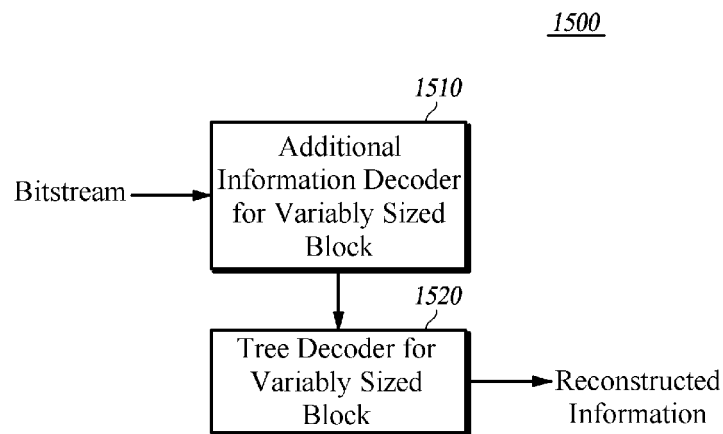 1500
1510
Additional
Information Decoder
for Variably Sized
Block
Bitstream
1520
Tree Decoder for
Variably Sized
Block
Reconstructed
Information